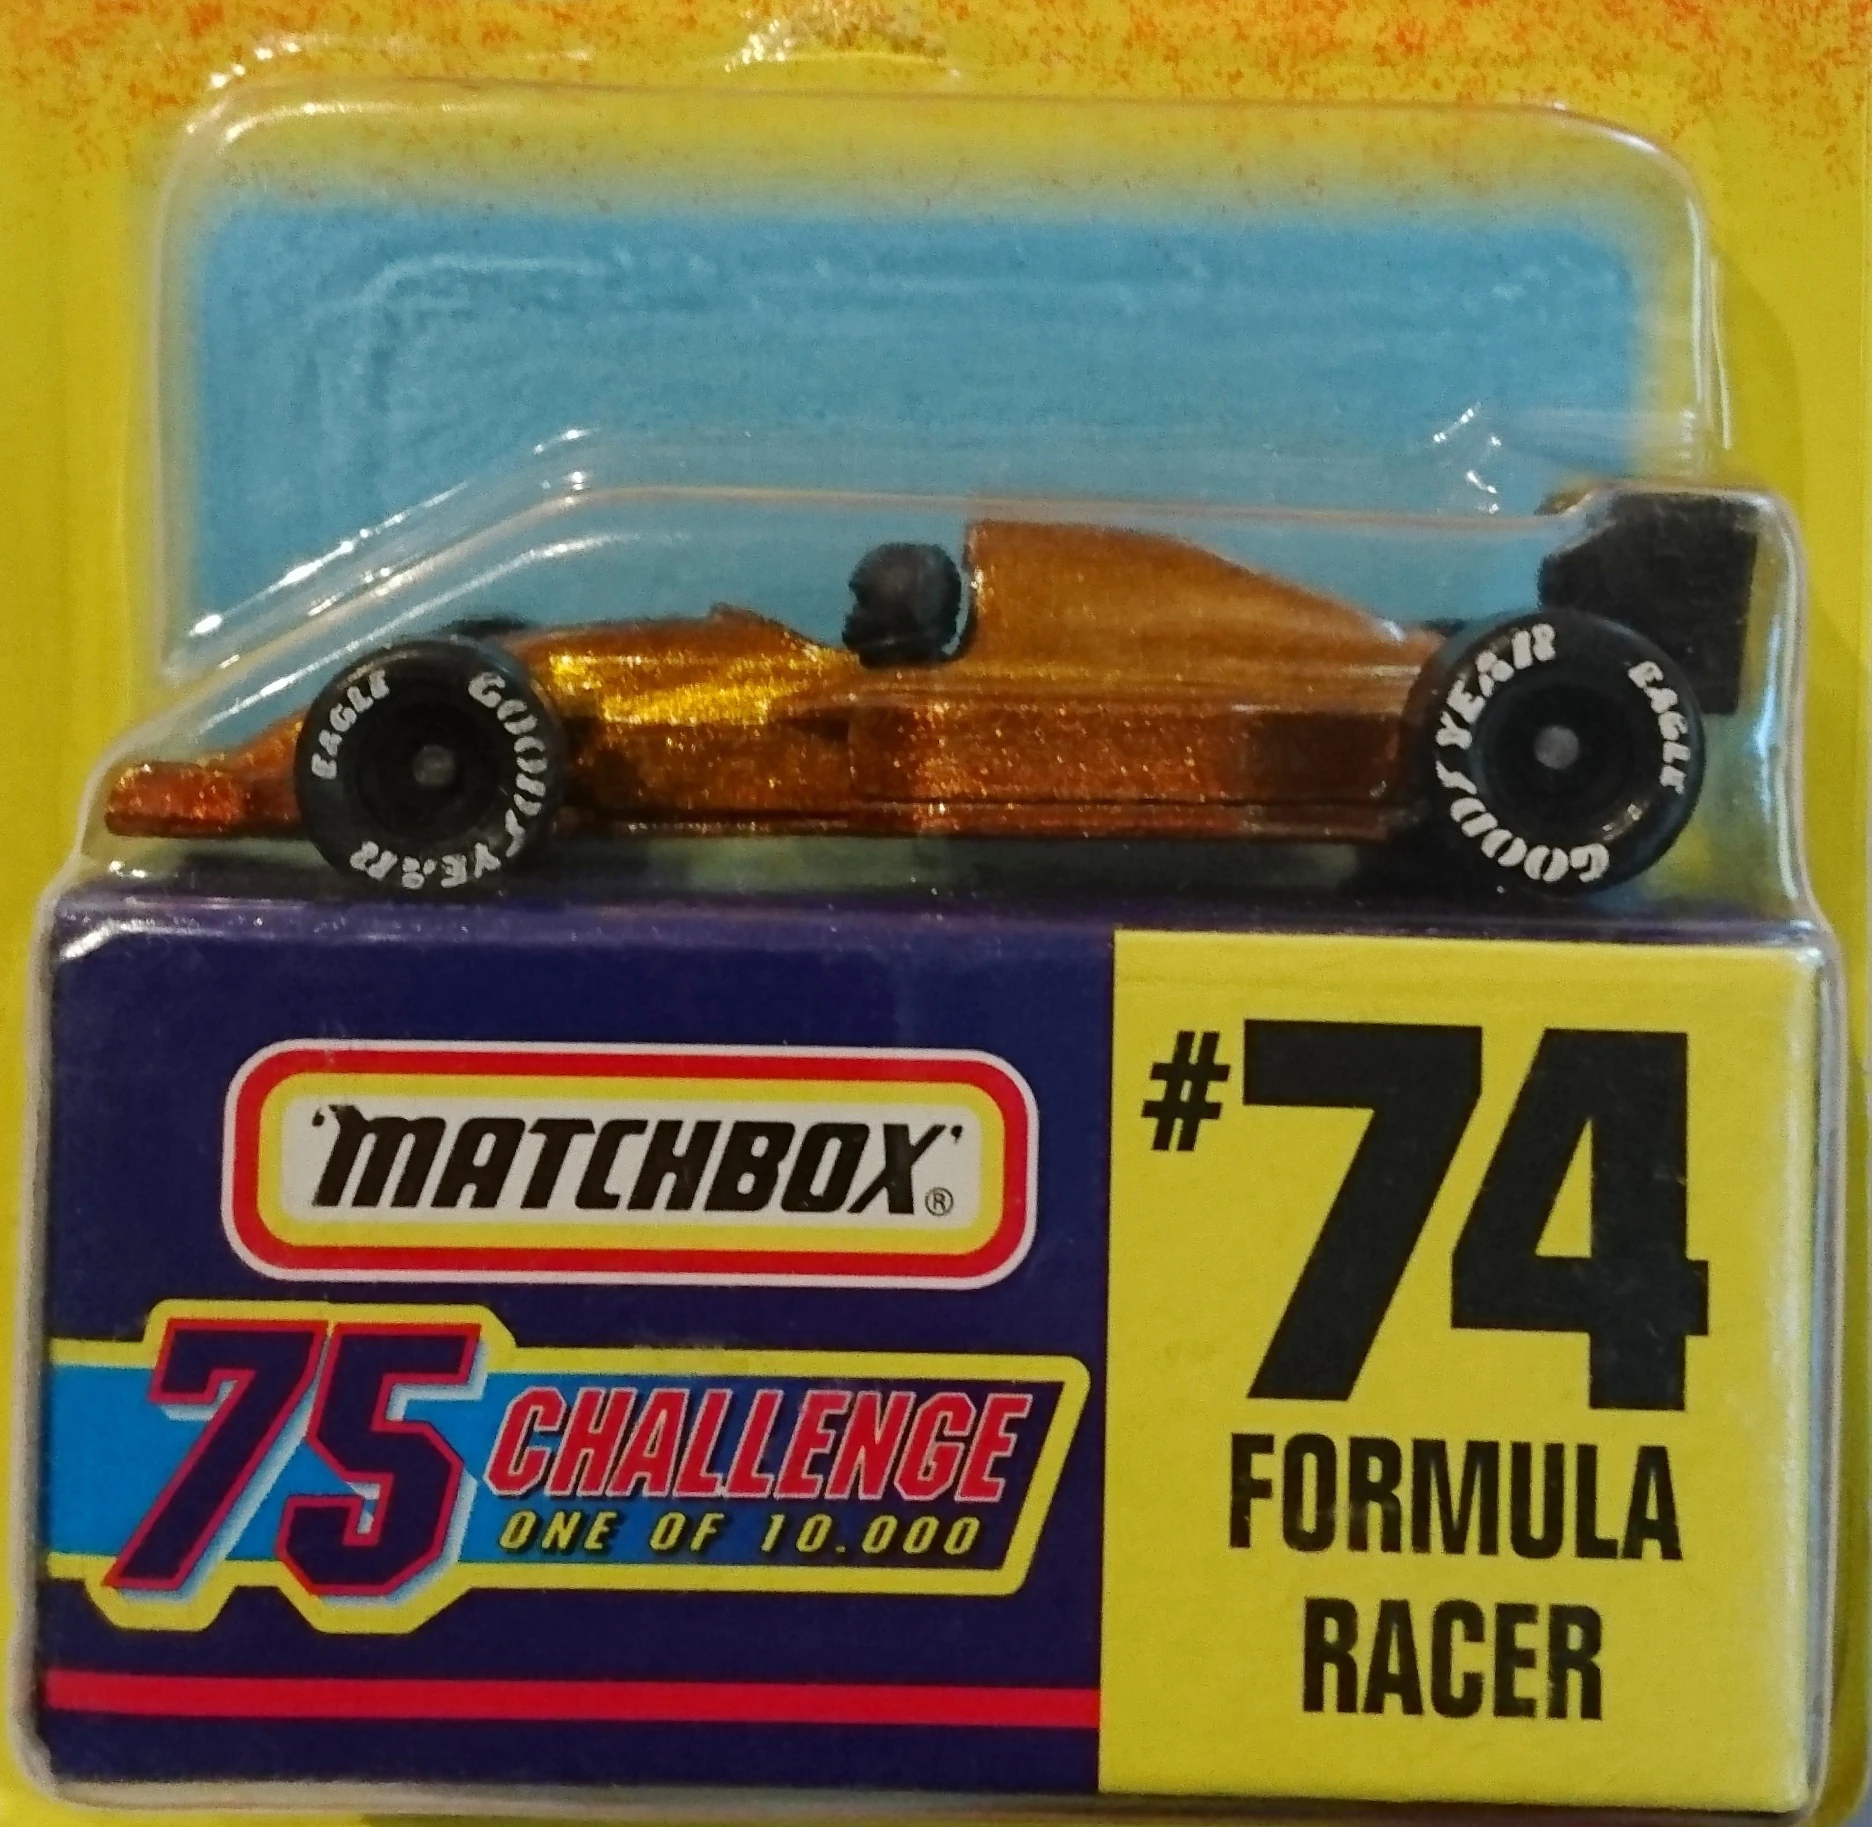 EAGLE
GOODYEAR
GOODYEAR
EAGLE
'MATCHBOX'®
75 CHALLENGE
ONE OF 10.000
#74
FORMULA
RACER